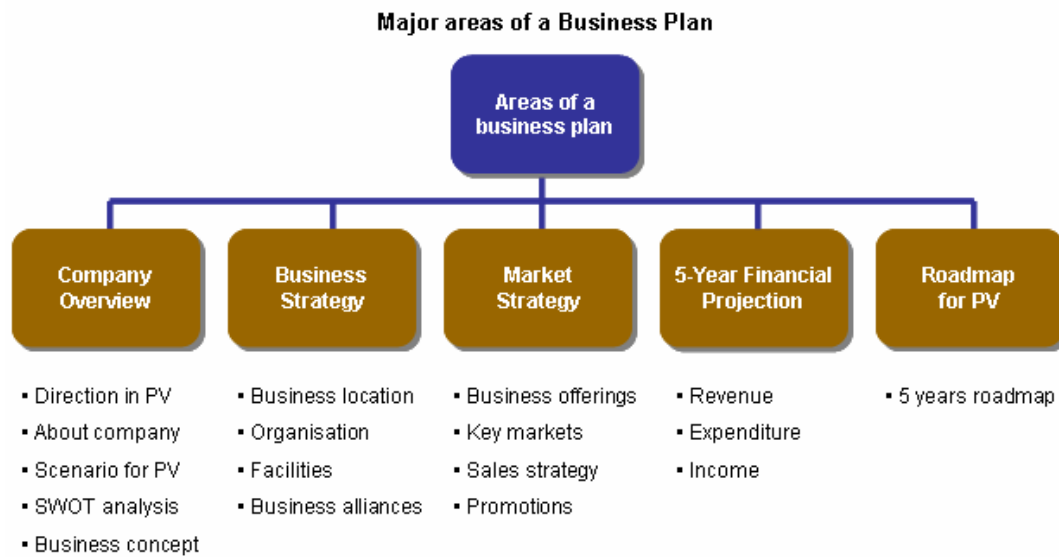 Major areas of a Business Plan
Areas of a
business plan
Company
Overview
Business
Strategy
Market
Strategy
5-Year Financial
Projection
Roadmap
for PV
▪ Direction in PV
▪ About company
▪ Scenario for PV
▪ SWOT analysis
▪ Business concept
▪ Business location
▪ Organisation
▪ Facilities
▪ Business alliances
▪ Business offerings
▪ Key markets
▪ Sales strategy
▪ Promotions
▪ Revenue
▪ Expenditure
▪ Income
▪ 5 years roadmap